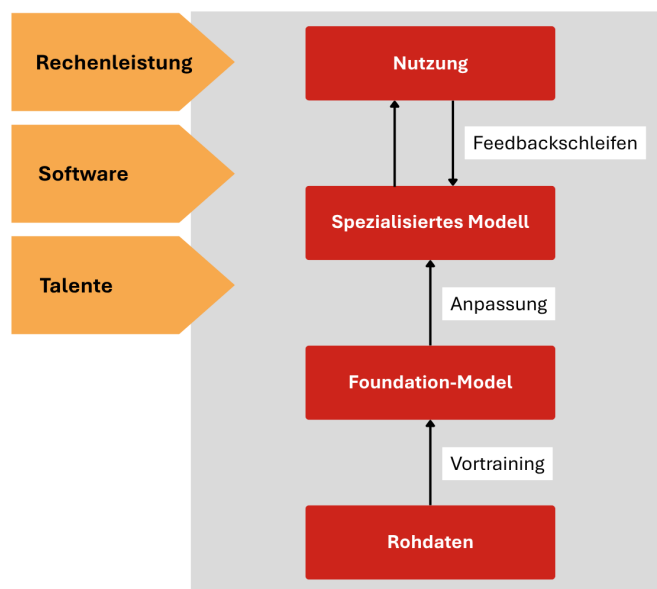 Rechenleistung
Software
Talente
Nutzung
Feedbackschleifen
Spezialisiertes Modell
Anpassung
Foundation-Model
Vortraining
Rohdaten